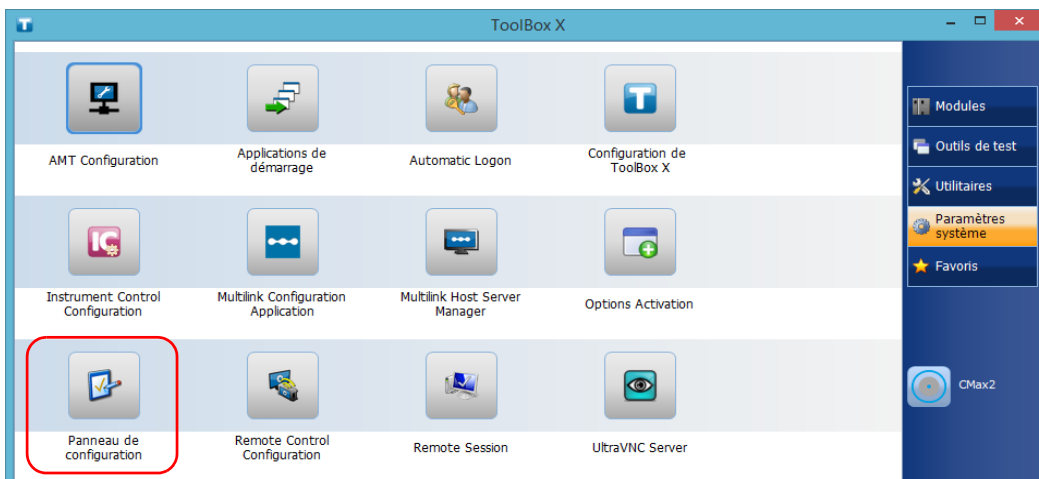 ToolBox X
AMT Configuration
Applications de
démarrage
Automatic Logon
Configuration de
ToolBox X
Instrument Control
Configuration
Multilink Configuration
Application
Multilink Host Server
Manager
Options Activation
Panneau de
configuration
Remote Control
Configuration
Remote Session
UltraVNC Server
Modules
Outils de test
Utilitaires
Paramètres
système
Favoris
CMax2